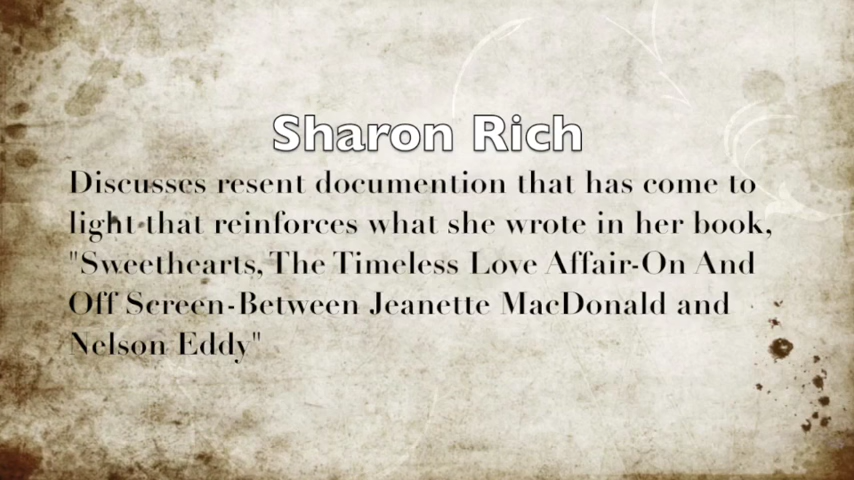 Sharon Rich
Discusses resent documention that has come to
light that reinforces what she wrote in her book,
"Sweethearts, The Timeless Love Affair-On And
Off Screen-Between Jeanette MacDonald and
Nelson Eddy"